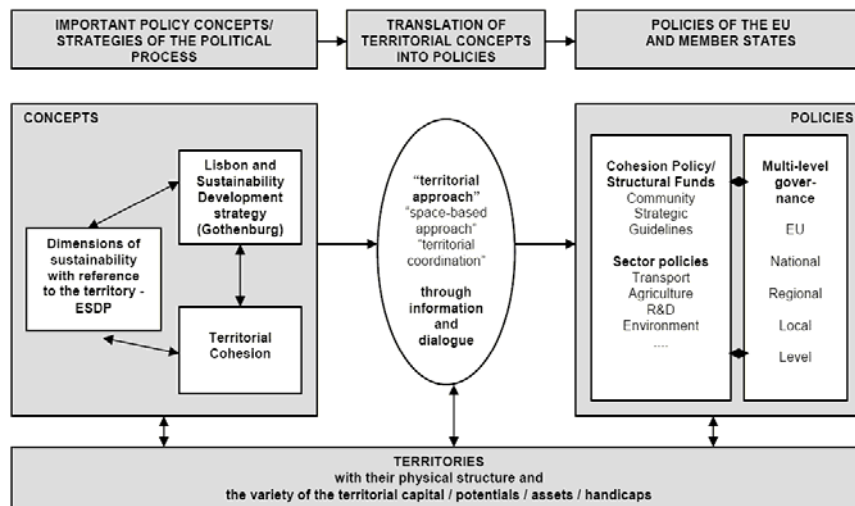 IMPORTANT POLICY CONCEPTS/
STRATEGIES OF THE POLITICAL
PROCESS
TRANSLATION OF
TERRITORIAL CONCEPTS
INTO POLICIES
POLICIES OF THE EU
AND MEMBER STATES
CONCEPTS
Lisbon and
Sustainability
Development
strategy
(Gothenburg)
Dimensions of
sustainability
with reference
to the territory -
ESDP
Territorial
Cohesion
"territorial
approach"
"space-based
approach"
"territorial
coordination"
through
information
and
dialogue
POLICIES
Cohesion Policy/
Structural Funds
Community
Strategic
Guidelines
Sector policies
Transport
Agriculture
R&D
Environment
....
Multi-level
gover-
nance
EU
National
Regional
Local
Level
TERRITORIES
with their physical structure and
the variety of the territorial capital / potentials / assets / handicaps